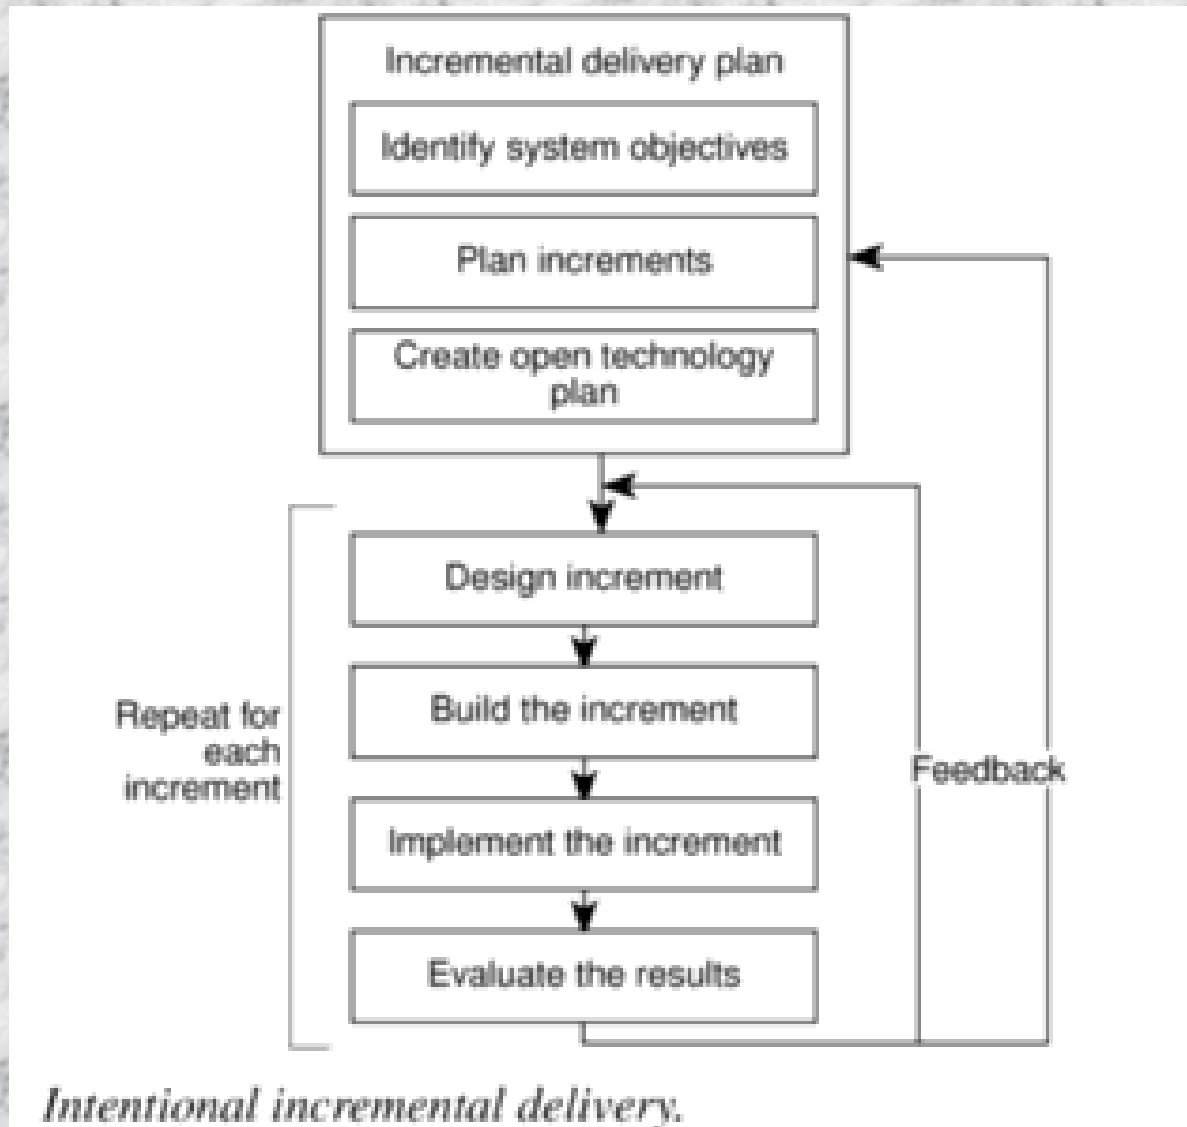 Incremental delivery plan
Identify system objectives
Plan increments
Create open technology
plan
Design increment
Build the increment
Repeat for
each
increment
Feedback
Implement the increment
Evaluate the results
Intentional incremental delivery.